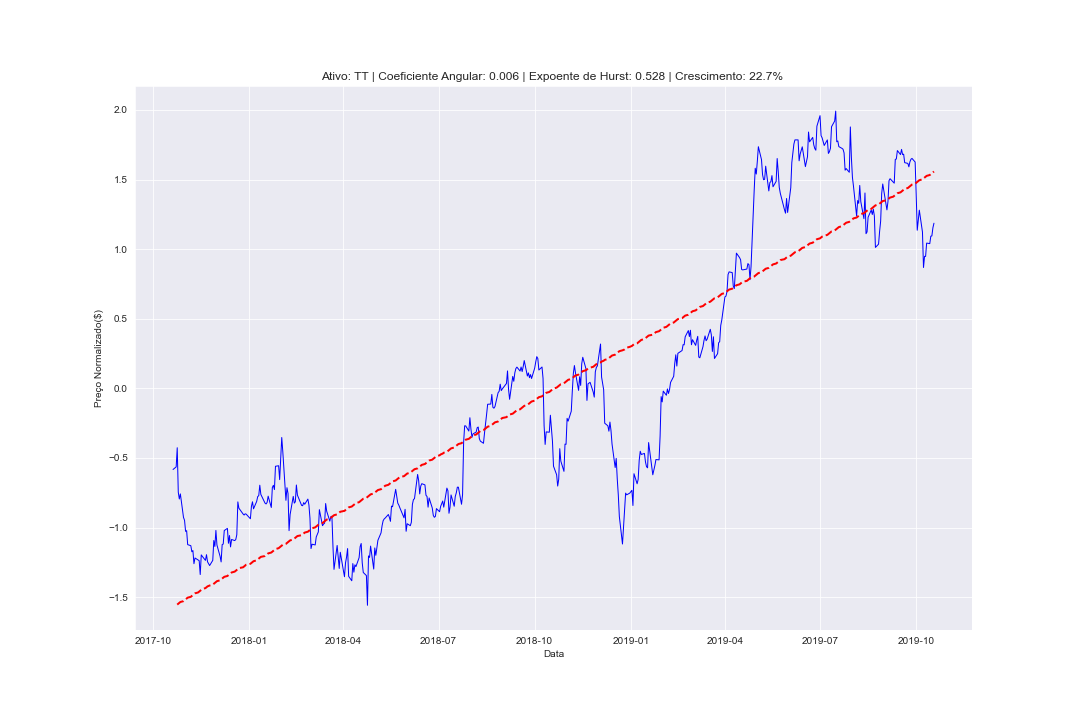 Ativo: TT | Coeficiente Angular: 0.006 | Expoente de Hurst: 0.528 | Crescimento: 22.7%
Preço Normalizado($)
2.0
1.5
1.0
0.5
0.0
−0.5
−1.0
−1.5
2017-10 2018-01 2018-04 2018-07 2018-10 2019-01 2019-04 2019-07 2019-10
Data